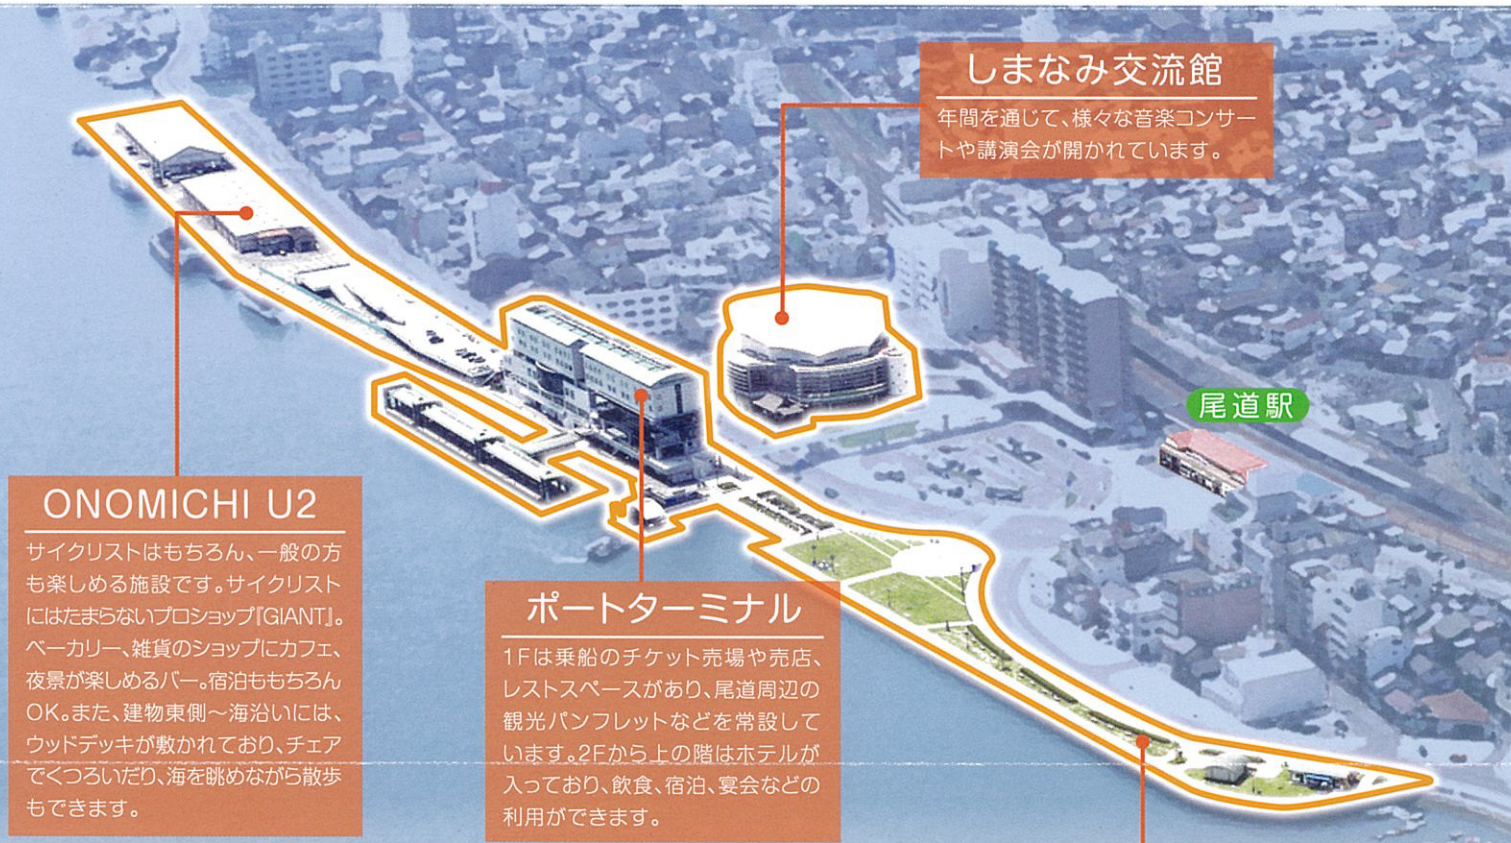 しまなみ交流館
年間を通じて、様々な音楽コンサー
トや講演会が開かれています。
尾道駅
ONOMICHI U2
サイクリストはもちろん、一般の方
も楽しめる施設です。サイクリスト
にはたまらないプロショップ『GIANT』。
ベーカリー、雑貨のショップにカフェ、
夜景が楽しめるバー。宿泊ももちろん
OK。また、建物東側〜海沿いには、
ウッドデッキが敷かれており、チェア
でくつろいだり、海を眺めながら散歩
もできます。
ポートターミナル
1Fは乗船のチケット売場や売店、
レストスペースがあり、尾道周辺の
観光パンフレットなどを常設して
います。2Fから上の階はホテルが
入っており、飲食、宿泊、宴会などの
利用ができます。